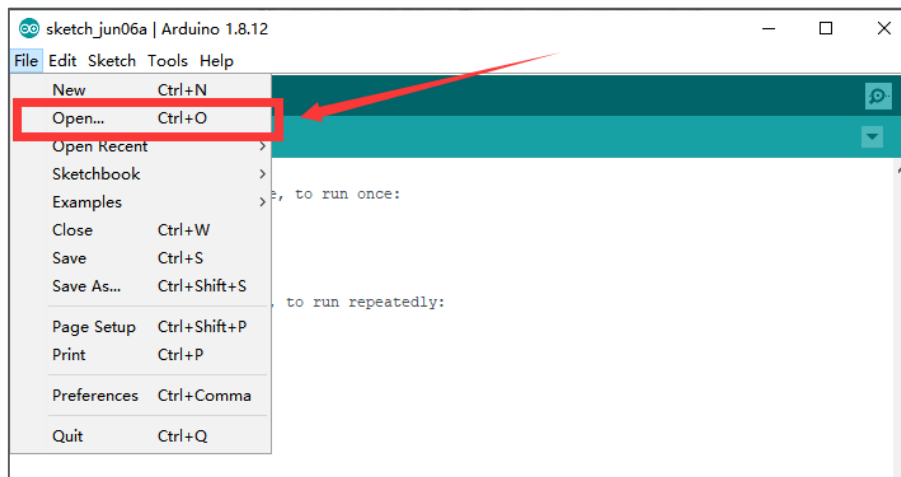 sketch_jun06a | Arduino 1.8.12
File Edit Sketch Tools Help
New Ctrl+N
Open... Ctrl+O
Open Recent
Sketchbook
Examples
Close Ctrl+W
Save Ctrl+S
Save As... Ctrl+Shift+S
Page Setup Ctrl+Shift+P
Print Ctrl+P
Preferences Ctrl+Comma
Quit Ctrl+Q
, to run once:
, to run repeatedly: